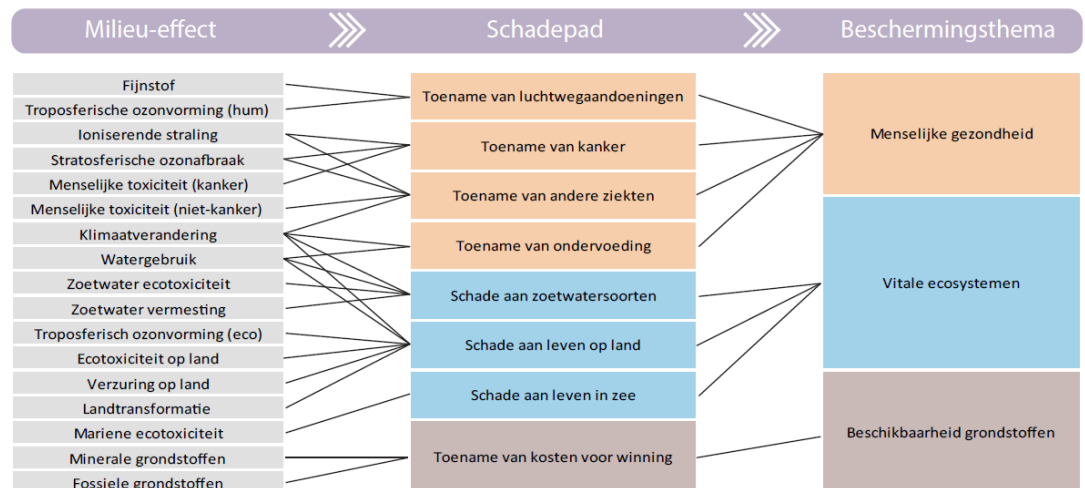 Milieu-effect
Schadepad
Beschermingsthema
Fijnstof
Troposferische ozonvorming (hum)
Ioniserende straling
Stratosferische ozonafbraak
Menselijke toxiciteit (kanker)
Menselijke toxiciteit (niet-kanker)
Klimaatverandering
Watergebruik
Zoetwater ecotoxiciteit
Zoetwater vermesting
Troposferisch ozonvorming (eco)
Ecotoxiciteit op land
Verzuring op land
Landtransformatie
Mariene ecotoxiciteit
Minerale grondstoffen
Fossiele grondstoffen
Toename van luchtwegaandoeningen
Toename van kanker
Toename van andere ziekten
Toename van ondervoeding
Schade aan zoetwatersoorten
Schade aan leven op land
Schade aan leven in zee
Toename van kosten voor winning
Menselijke gezondheid
Vitale ecosystemen
Beschikbaarheid grondstoffen